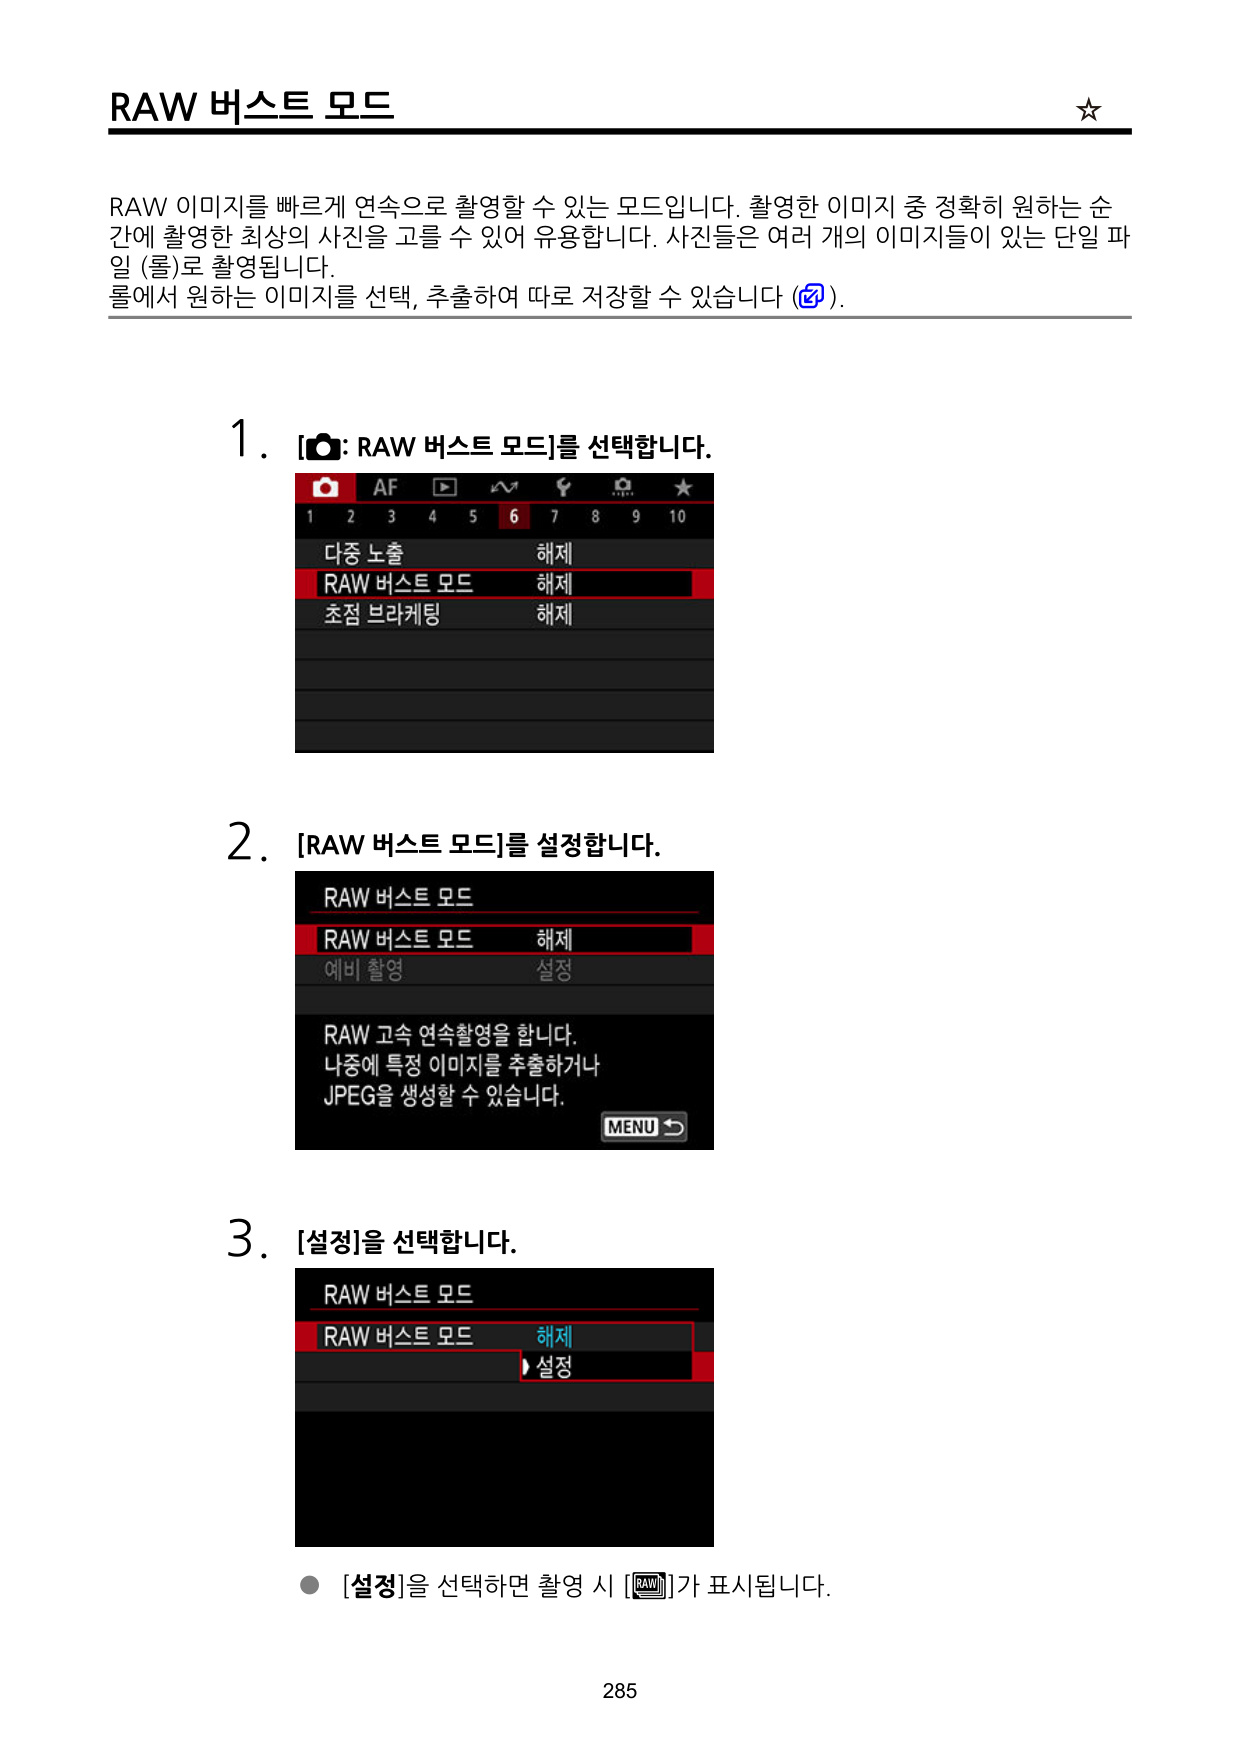 RAW 버스트 모드 ☆
RAW 이미지를 빠르게 연속으로 촬영할 수 있는 모드입니다. 촬영한 이미지 중 정확히 원하는 순
간에 촬영한 최상의 사진을 고를 수 있어 유용합니다. 사진들은 여러 개의 이미지들이 있는 단일 파
일 (롤)로 촬영됩니다.
롤에서 원하는 이미지를 선택, 추출하여 따로 저장할 수 있습니다 ( ).
1. [ : RAW 버스트 모드]를 선택합니다.
AF ★
1 2 3 4 5 6 7 8 9 10
다중 노출 해제
RAW 버스트 모드 해제
초점 브라케팅 해제
2. [RAW 버스트 모드]를 설정합니다.
RAW 버스트 모드
RAW 버스트 모드 해제
예비 촬영 설정
RAW 고속 연속촬영을 합니다.
나중에 특정 이미지를 추출하거나
JPEG을 생성할 수 있습니다.
MENU
3. [설정]을 선택합니다.
RAW 버스트 모드
RAW 버스트 모드 해제
설정
● [설정]을 선택하면 촬영 시 [RAW]가 표시됩니다.
285